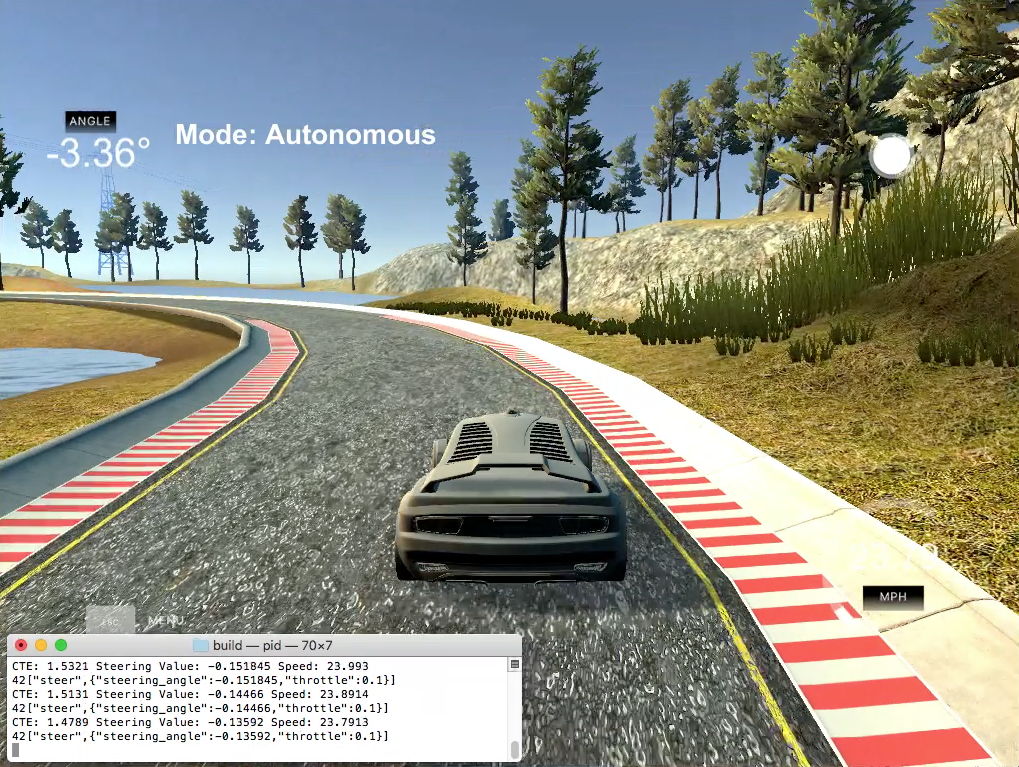 ANGLE
-3.36°
Mode: Autonomous
MPH
ESC MENU
build — pid — 70×7
CTE: 1.5321 Steering Value: -0.151845 Speed: 23.993
42["steer",{"steering_angle":-0.151845,"throttle":0.1}]
CTE: 1.5131 Steering Value: -0.14466 Speed: 23.8914
42["steer",{"steering_angle":-0.14466,"throttle":0.1}]
CTE: 1.4789 Steering Value: -0.13592 Speed: 23.7913
42["steer",{"steering_angle":-0.13592,"throttle":0.1}]